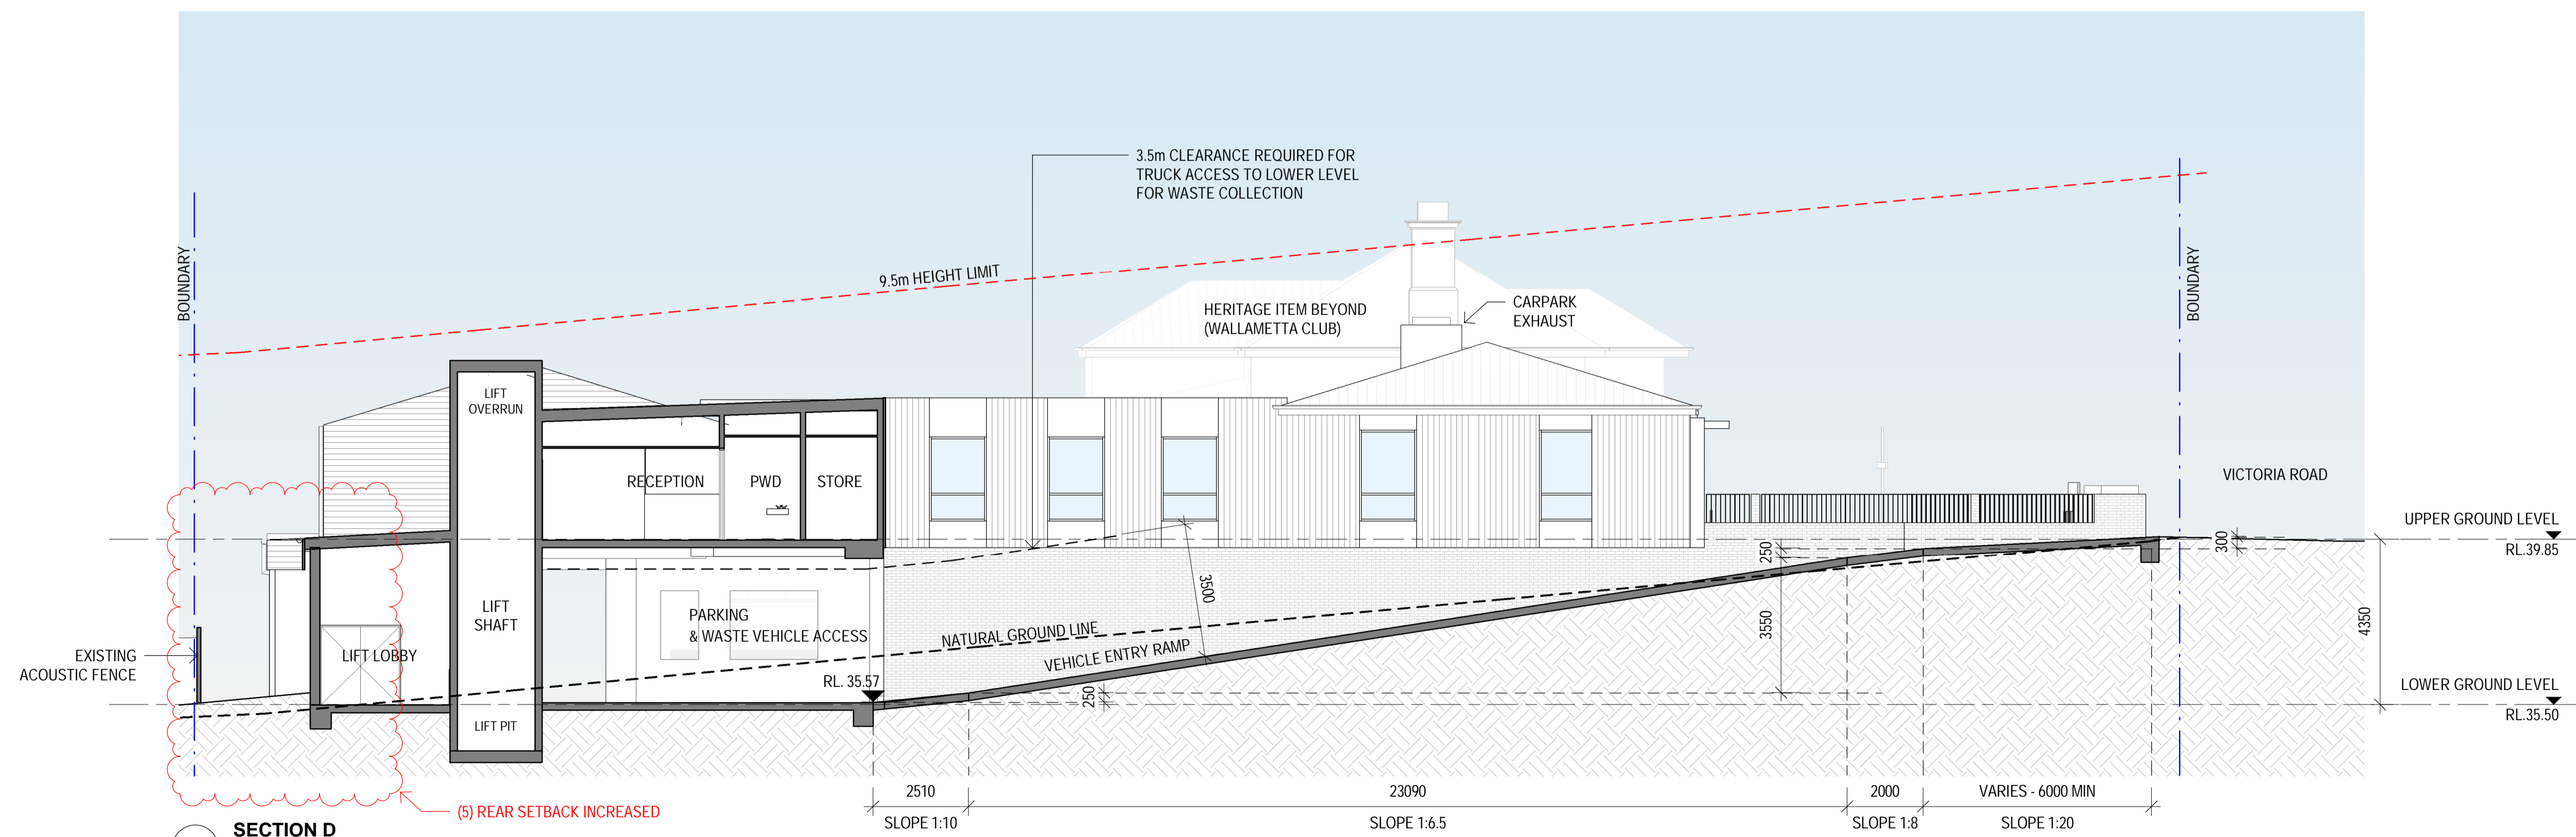 3.5m CLEARANCE REQUIRED FOR
TRUCK ACCESS TO LOWER LEVEL
FOR WASTE COLLECTION
BOUNDARY
9.5m HEIGHT LIMIT
HERITAGE ITEM BEYOND
(WALLAMETTA CLUB)
CARPARK
EXHAUST
BOUNDARY
LIFT
OVERRUN
RECEPTION
PWD
STORE
VICTORIA ROAD
UPPER GROUND LEVEL
RL.39.85
300
250
3500
3550
4350
LIFT
SHAFT
PARKING
& WASTE VEHICLE ACCESS
NATURAL GROUND LINE
VEHICLE ENTRY RAMP
EXISTING
ACOUSTIC FENCE
LIFT LOBBY
RL. 35.57
250
LOWER GROUND LEVEL
RL.35.50
LIFT PIT
2510
23090
2000
VARIES - 6000 MIN
(5) REAR SETBACK INCREASED
SLOPE 1:10
SLOPE 1:6.5
SLOPE 1:8
SLOPE 1:20
SECTION D